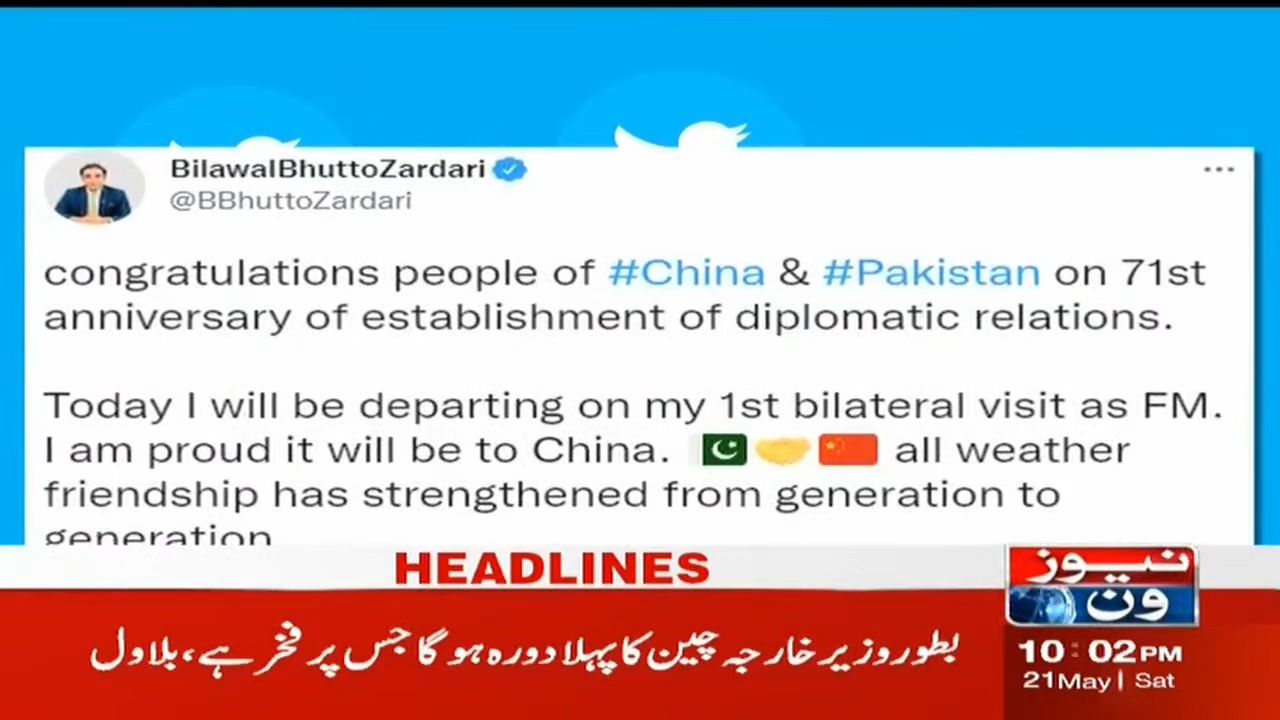 BilawalBhuttoZardari
@BBhuttoZardari
congratulations people of #China & #Pakistan on 71st
anniversary of establishment of diplomatic relations.
Today I will be departing on my 1st bilateral visit as FM.
I am proud it will be to China. 🇵🇰🤝🇨🇳 all weather
friendship has strengthened from generation to
generation
HEADLINES
نیوز
ون
بطور وزیر خارجہ چین کا پہلا دورہ ہو گا جس پر فخر ہے، بلاول
10:02PM
21May | Sat